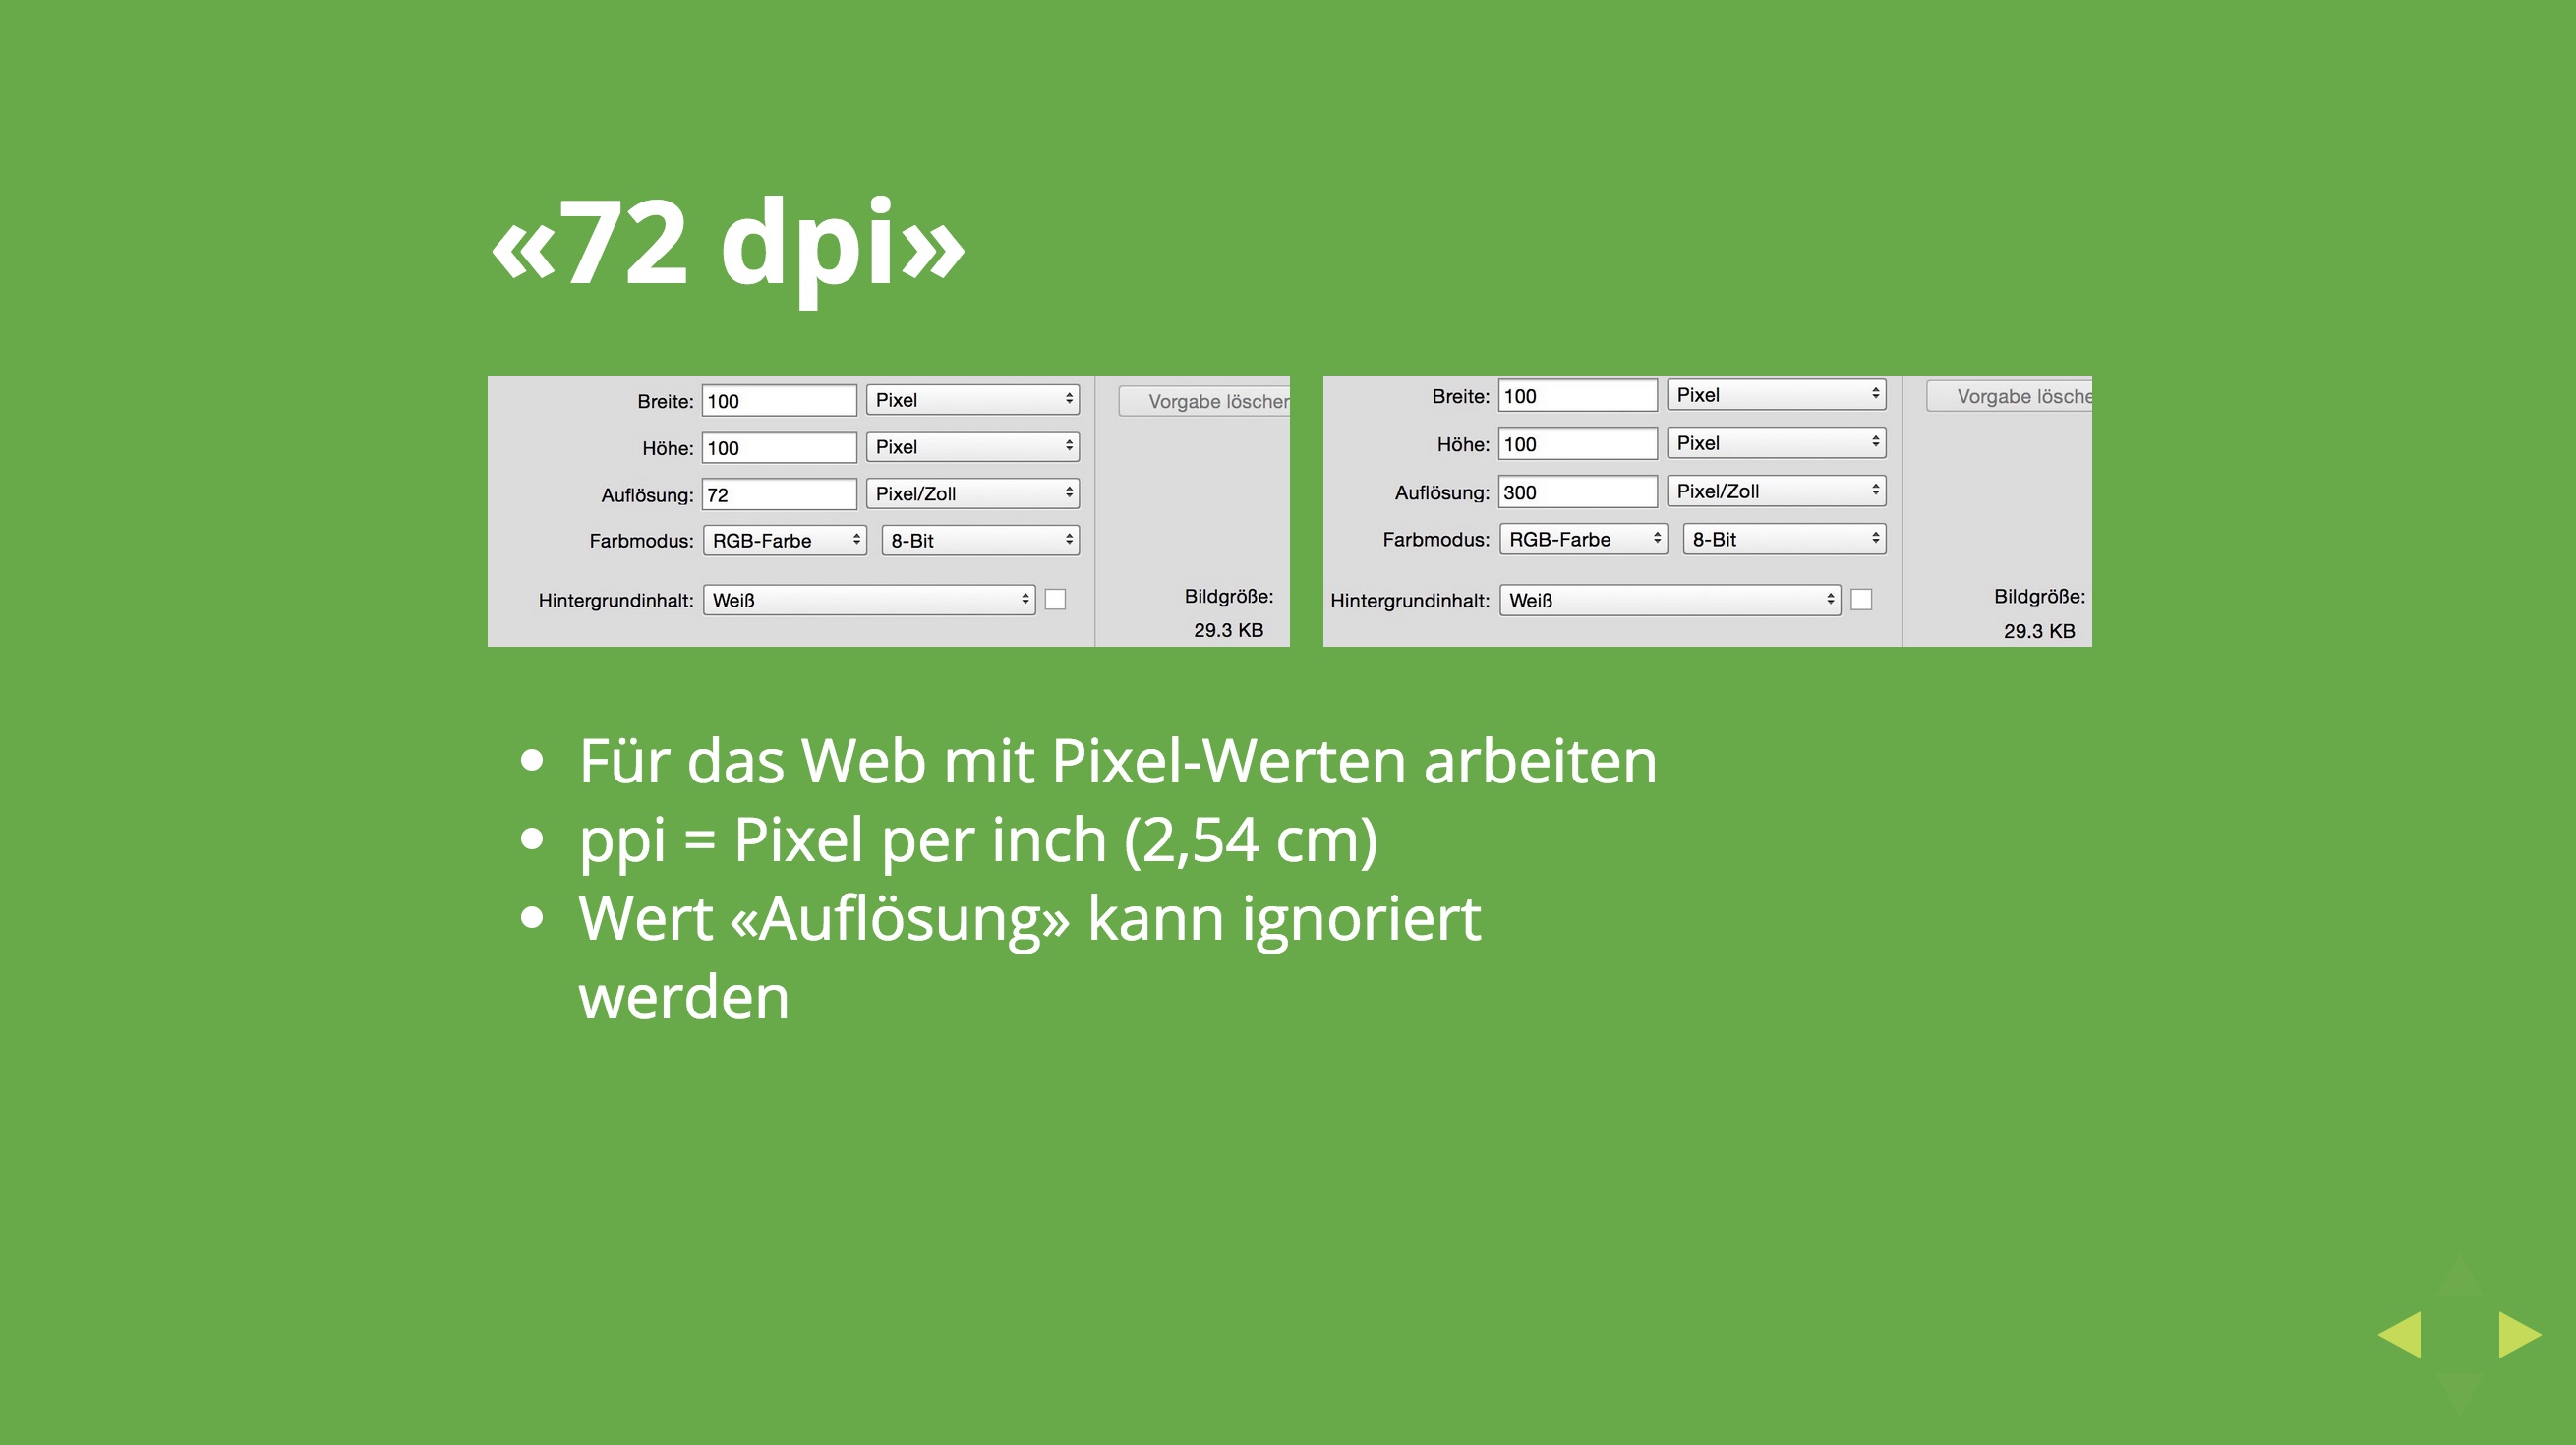 «72 dpi»
Breite: 100 Pixel Vorgabe löschen
Höhe: 100 Pixel
Auflösung: 72 Pixel/Zoll
Farbmodus: RGB-Farbe 8-Bit
Hintergrundinhalt: Weiß
Bildgröße:
29.3 KB
Breite: 100 Pixel Vorgabe lösche
Höhe: 100 Pixel
Auflösung: 300 Pixel/Zoll
Farbmodus: RGB-Farbe 8-Bit
Hintergrundinhalt: Weiß
Bildgröße:
29.3 KB
• Für das Web mit Pixel-Werten arbeiten
• ppi = Pixel per inch (2,54 cm)
• Wert «Auflösung» kann ignoriert
werden